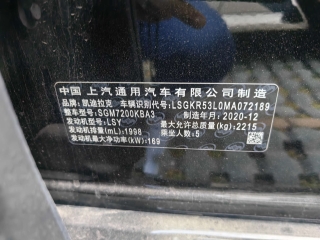 中国 上汽通用汽车有限公司制造
品牌：凯迪拉克 车辆识别代号：LSGKR53L0MA072189
整车型号：SGM7200KBA3 制造年月：2020-12
发动机型号：LSY 最大允许总质量(kg)：2215
发动机排量(mL)：1998 乘坐人数：5
发动机最大净功率(kW)：169